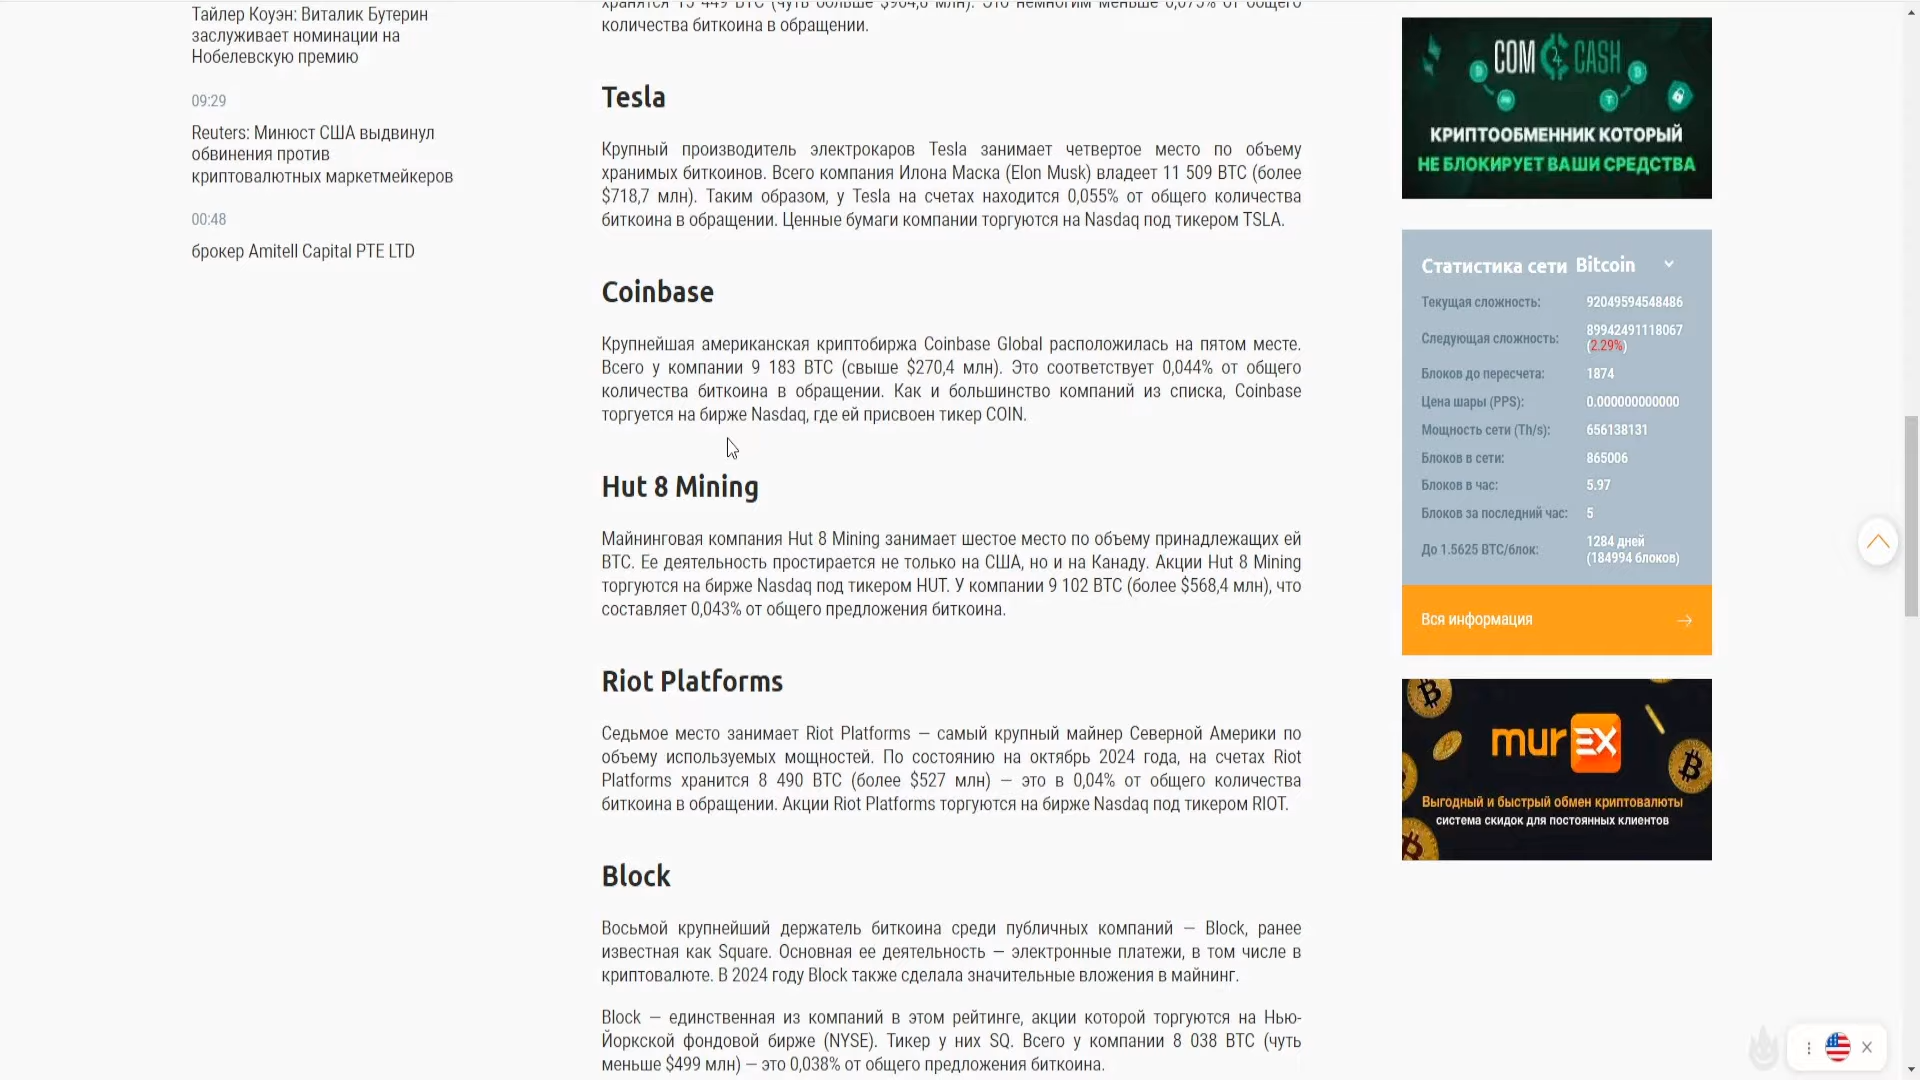 Тайлер Коуэн: Виталик Бутерин
заслуживает номинации на
Нобелевскую премию
09:29
Reuters: Минюст США выдвинул
обвинения против
криптовалютных маркетмейкеров
00:48
брокер Amitell Capital PTE LTD
хранятся 15 449 BTC (чуть больше $964,8 млн). Это немногим меньше 0,075% от общего
количества биткоина в обращении.
Tesla
Крупный производитель электрокаров Tesla занимает четвертое место по объему
хранимых биткоинов. Всего компания Илона Маска (Elon Musk) владеет 11 509 BTC (более
$718,7 млн). Таким образом, у Tesla на счетах находится 0,055% от общего количества
биткоина в обращении. Ценные бумаги компании торгуются на Nasdaq под тикером TSLA.
Coinbase
Крупнейшая американская криптобиржа Coinbase Global расположилась на пятом месте.
Всего у компании 9 183 BTC (свыше $270,4 млн). Это соответствует 0,044% от общего
количества биткоина в обращении. Как и большинство компаний из списка, Coinbase
торгуется на бирже Nasdaq, где ей присвоен тикер COIN.
Hut 8 Mining
Майнинговая компания Hut 8 Mining занимает шестое место по объему принадлежащих ей
BTC. Ее деятельность простирается не только на США, но и на Канаду. Акции Hut 8 Mining
торгуются на бирже Nasdaq под тикером HUT. У компании 9 102 BTC (более $568,4 млн), что
составляет 0,043% от общего предложения биткоина.
Riot Platforms
Седьмое место занимает Riot Platforms — самый крупный майнер Северной Америки по
объему используемых мощностей. По состоянию на октябрь 2024 года, на счетах Riot
Platforms хранится 8 490 BTC (более $527 млн) — это в 0,04% от общего количества
биткоина в обращении. Акции Riot Platforms торгуются на бирже Nasdaq под тикером RIOT.
Block
Восьмой крупнейший держатель биткоина среди публичных компаний — Block, ранее
известная как Square. Основная ее деятельность — электронные платежи, в том числе в
криптовалюте. В 2024 году Block также сделала значительные вложения в майнинг.
Block — единственная из компаний в этом рейтинге, акции которой торгуются на Нью-
Йоркской фондовой бирже (NYSE). Тикер у них SQ. Всего у компании 8 038 BTC (чуть
меньше $499 млн) — это 0,038% от общего предложения биткоина.
COM 24 CASH
КРИПТООБМЕННИК КОТОРЫЙ
НЕ БЛОКИРУЕТ ВАШИ СРЕДСТВА
Статистика сети Bitcoin
Текущая сложность: 92049594548486
Следующая сложность: 89942491118067
(2.29%)
Блоков до пересчета: 1874
Цена шары (PPS): 0.000000000000
Мощность сети (Th/s): 656138131
Блоков в сети: 865006
Блоков в час: 5.97
Блоков за последний час: 5
До 1.5625 BTC/блок: 1284 дней
(184994 блоков)
Вся информация
murEX
Выгодный и быстрый обмен криптовалюты
система скидок для постоянных клиентов